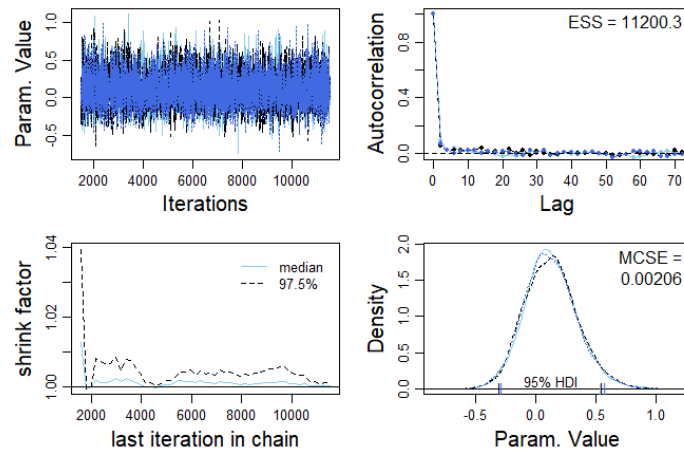 Param. Value
-0.5 0.0 0.5 1.0
2000 4000 6000 8000 10000
Iterations
Autocorrelation
0.0 0.4 0.8
ESS = 11200.3
0 10 20 30 40 50 60 70
Lag
shrink factor
1.00 1.02 1.04
median
97.5%
2000 4000 6000 8000 10000
last iteration in chain
Density
0.0 0.5 1.0 1.5 2.0
MCSE =
0.00206
95% HDI
-0.5 0.0 0.5 1.0
Param. Value